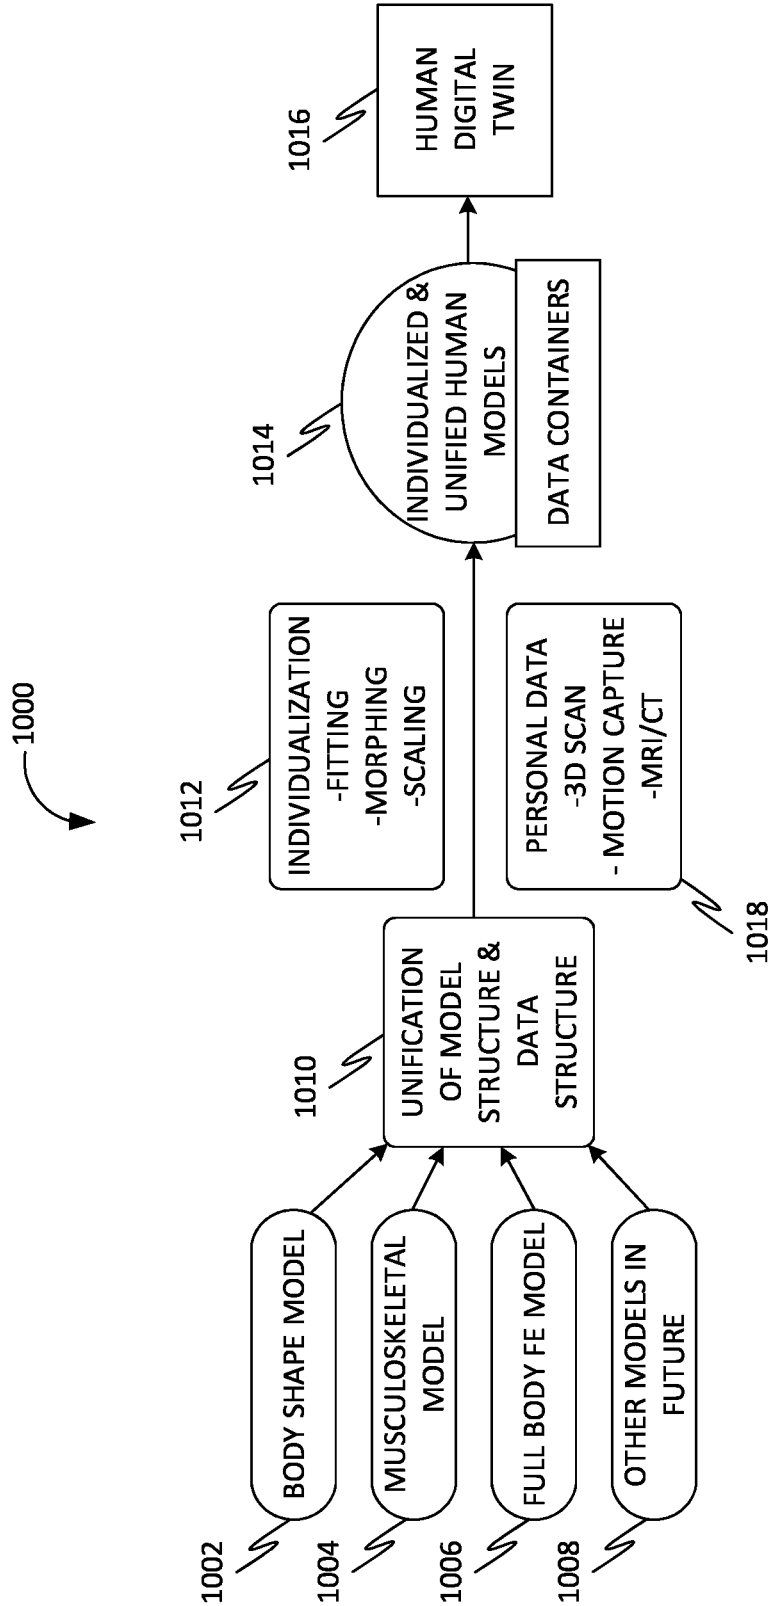 1000
1002
BODY SHAPE MODEL
1004
MUSCULOSKELETAL
MODEL
1006
FULL BODY FE MODEL
1008
OTHER MODELS IN
FUTURE
1010
UNIFICATION
OF MODEL
STRUCTURE &
DATA
STRUCTURE
1012
INDIVIDUALIZATION
-FITTING
-MORPHING
-SCALING
PERSONAL DATA
-3D SCAN
- MOTION CAPTURE
-MRI/CT
1018
1014
INDIVIDUALIZED &
UNIFIED HUMAN
MODELS
DATA CONTAINERS
1016
HUMAN
DIGITAL
TWIN